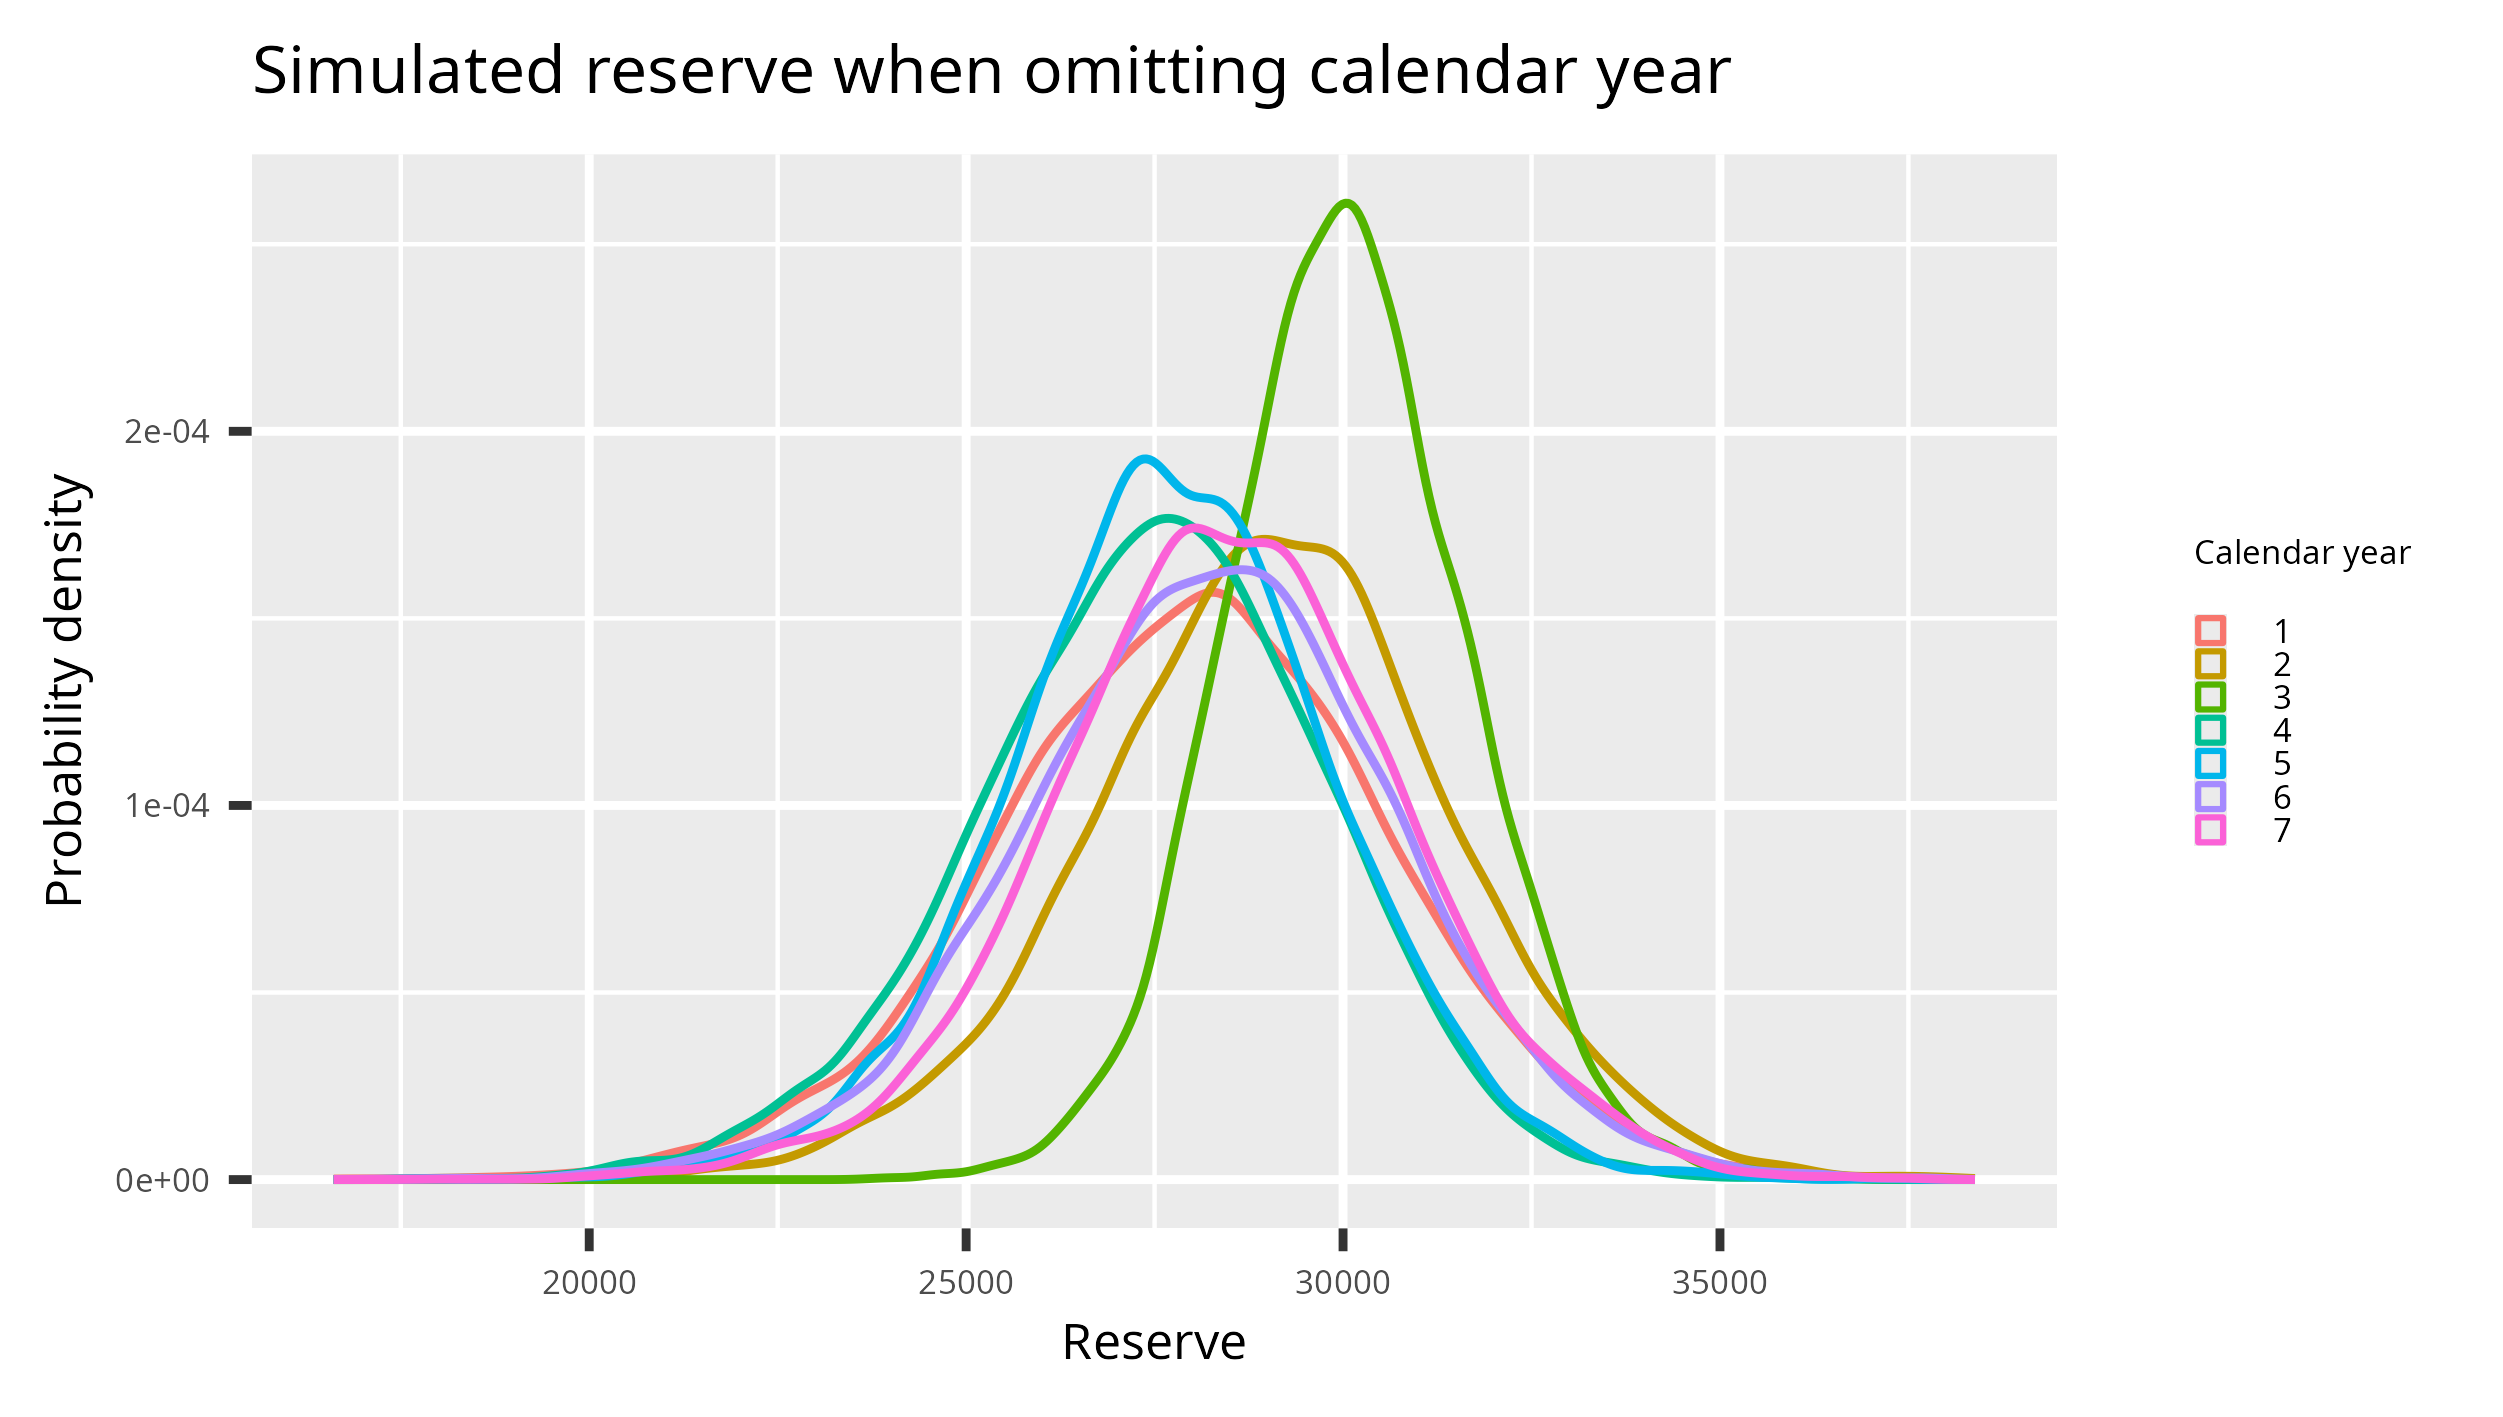 Simulated reserve when omitting calendar year
Probability density
2e-04
1e-04
0e+00
20000 25000 30000 35000
Reserve
Calendar year
1
2
3
4
5
6
7